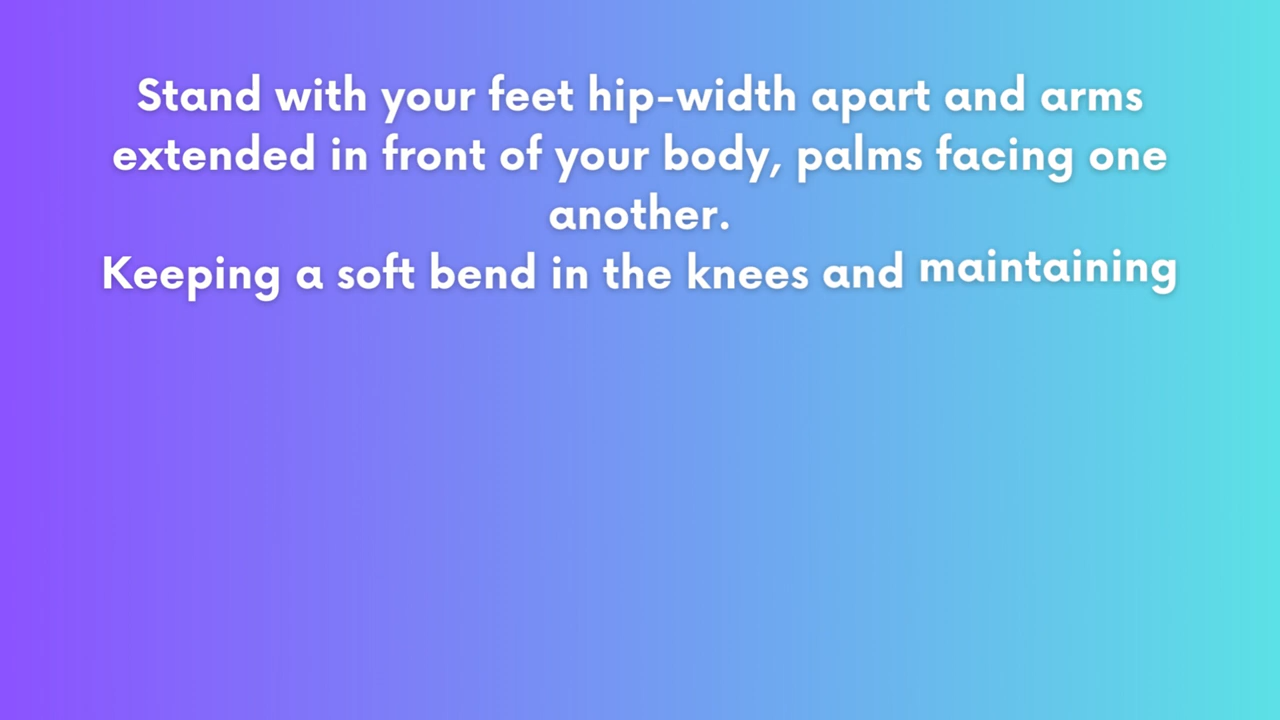 Stand with your feet hip-width apart and arms
extended in front of your body, palms facing one
another.
Keeping a soft bend in the knees and maintaining